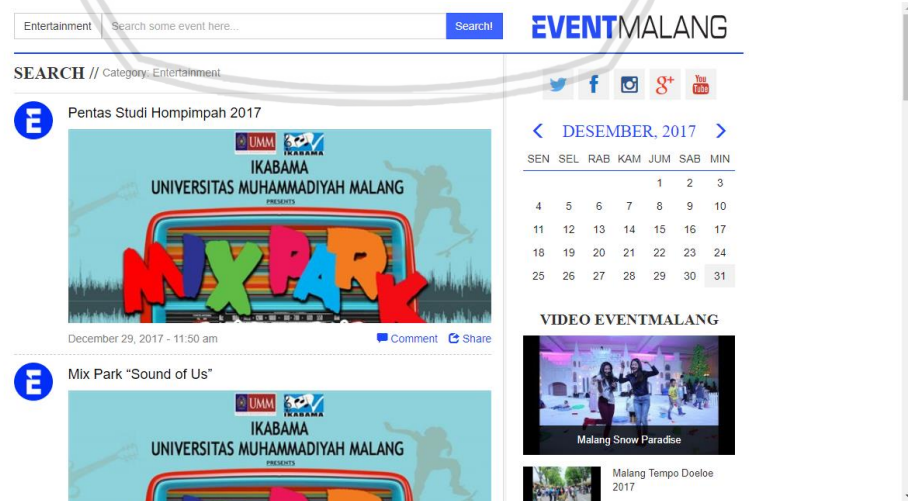 Entertainment Search some event here... Search!
EVENTMALANG
SEARCH // Category: Entertainment
Pentas Studi Hompimpah 2017
UMM IKABAMA
IKABAMA
UNIVERSITAS MUHAMMADIYAH MALANG
PRESENTS
MIX PARK
December 29, 2017 - 11:50 am Comment Share
Mix Park “Sound of Us”
UMM IKABAMA
IKABAMA
UNIVERSITAS MUHAMMADIYAH MALANG
PRESENTS
You Tube
DESEMBER, 2017
SEN SEL RAB KAM JUM SAB MIN
1 2 3
4 5 6 7 8 9 10
11 12 13 14 15 16 17
18 19 20 21 22 23 24
25 26 27 28 29 30 31
VIDEO EVENTMALANG
Malang Snow Paradise
Malang Tempo Doeloe
2017